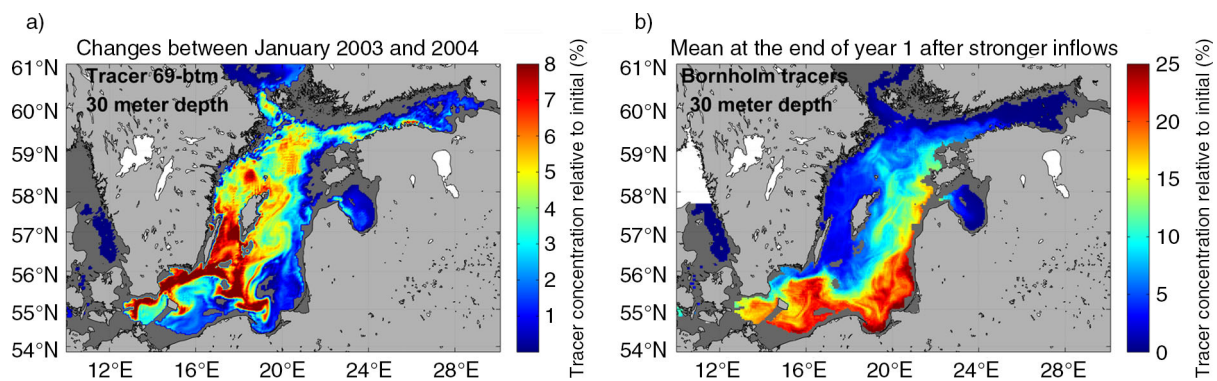 a)
Changes between January 2003 and 2004
Tracer 69-btm
30 meter depth
61°N
60°N
59°N
58°N
57°N
56°N
55°N
54°N
12°E
16°E
20°E
24°E
28°E
8
7
6
5
4
3
2
1
Tracer concentration relative to initial (%)
b)
Mean at the end of year 1 after stronger inflows
Bornholm tracers
30 meter depth
61°N
60°N
59°N
58°N
57°N
56°N
55°N
54°N
12°E
16°E
20°E
24°E
28°E
25
20
15
10
5
0
Tracer concentration relative to initial (%)